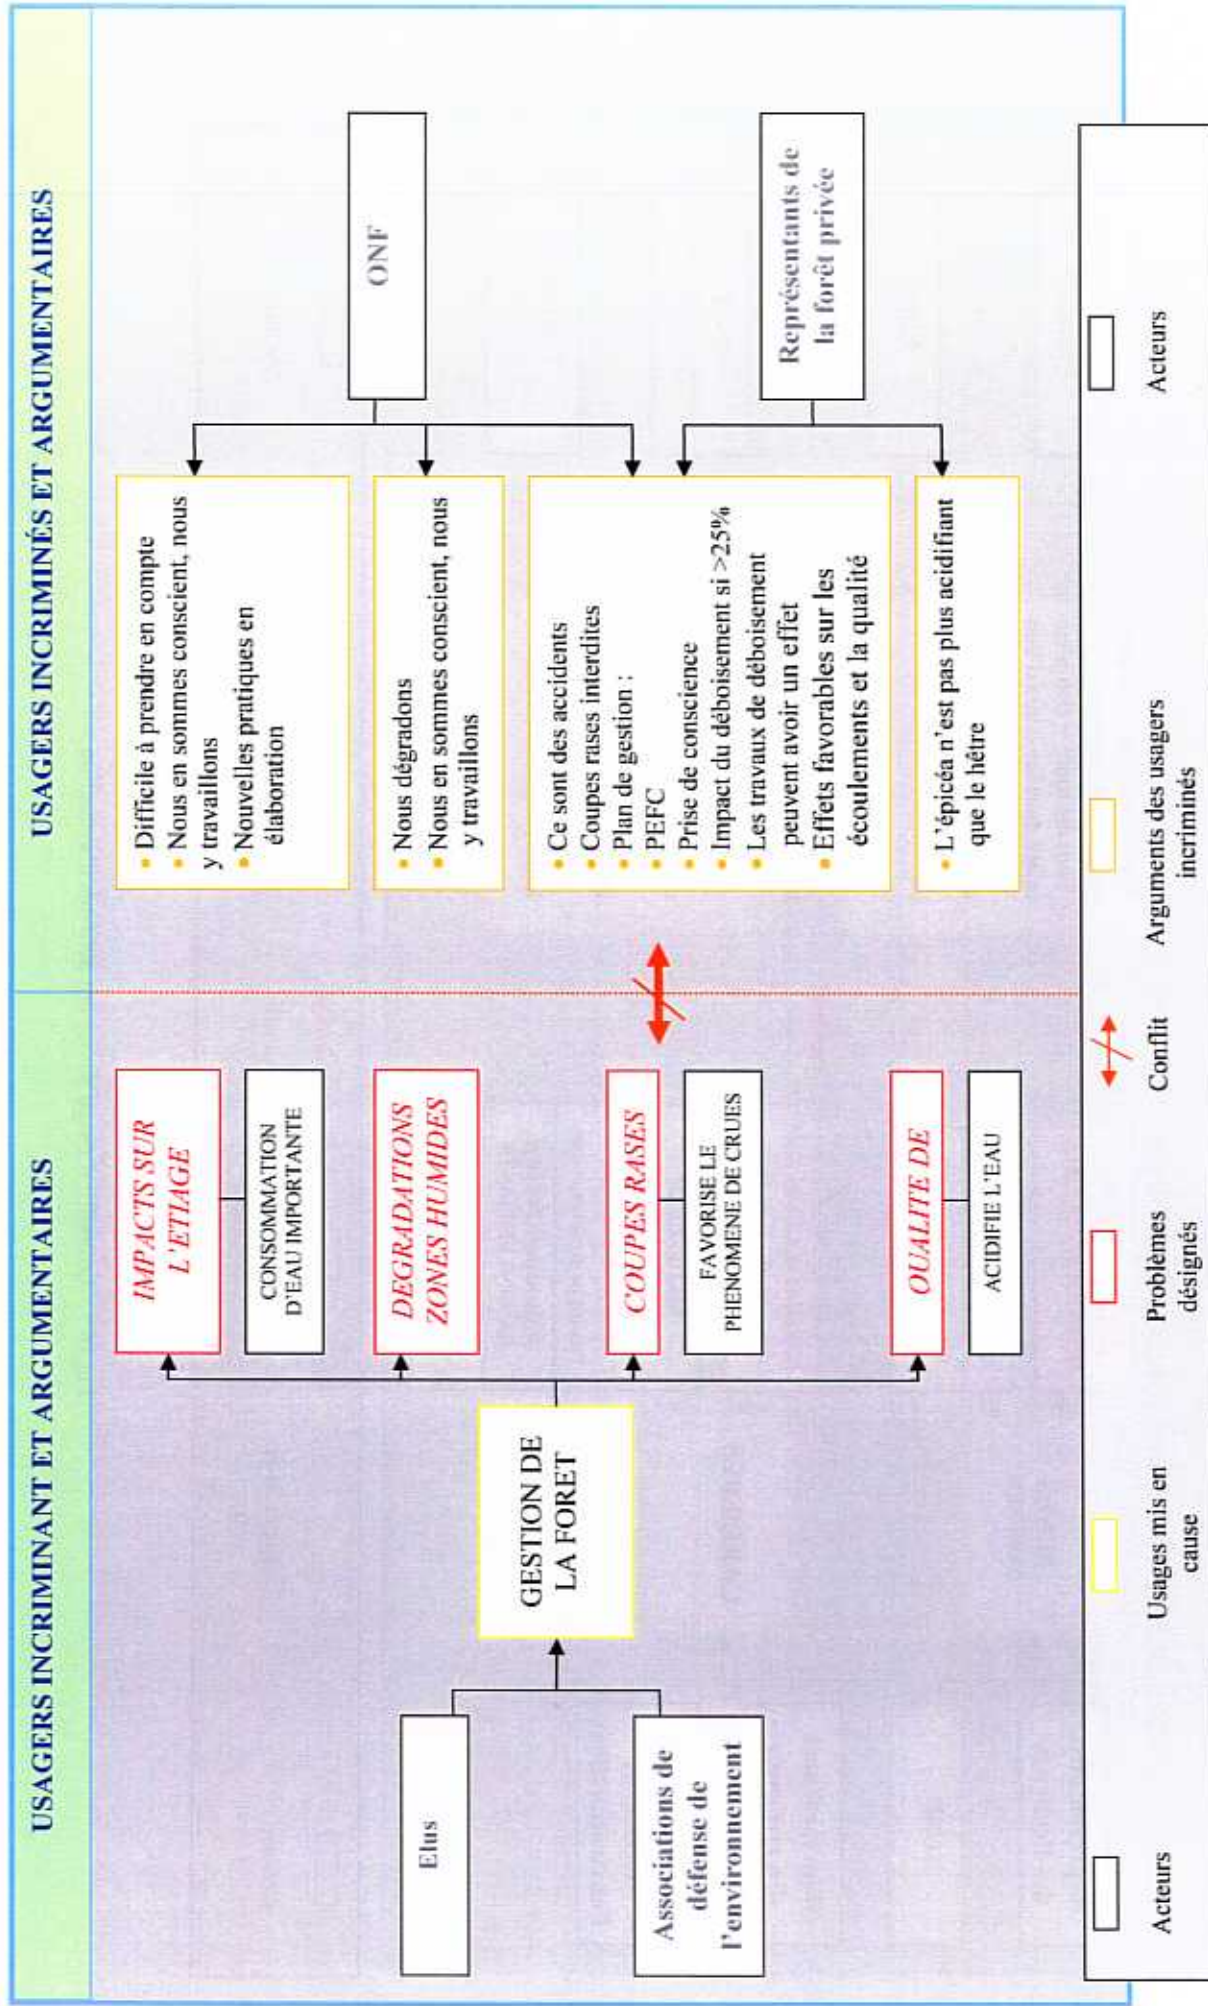 USAGERS INCRIMINANT ET ARGUMENTAIRES
USAGERS INCRIMINÉS ET ARGUMENTAIRES
Elus
Associations de
défense de
l'environnement
GESTION DE
LA FORET
IMPACTS SUR
L'ETIAGE
CONSOMMATION
D'EAU IMPORTANTE
DEGRADATIONS
ZONES HUMIDES
COUPES RASES
FAVORISE LE
PHENOMENE DE CRUES
QUALITE DE
ACIDIFIE L'EAU
• Difficile à prendre en compte
• Nous en sommes conscient, nous
y travaillons
• Nouvelles pratiques en
élaboration
• Nous dégradons
• Nous en sommes conscient, nous
y travaillons
• Ce sont des accidents
• Coupes rases interdites
• Plan de gestion :
• PEFC
• Prise de conscience
• Impact du déboisement si >25%
• Les travaux de déboisement
peuvent avoir un effet
• Effets favorables sur les
écoulements et la qualité
• L'épicéa n'est pas plus acidifiant
que le hêtre
ONF
Représentants de
la forêt privée
Acteurs
Usages mis en
cause
Problèmes
désignés
Conflit
Arguments des usagers
incriminés
Acteurs